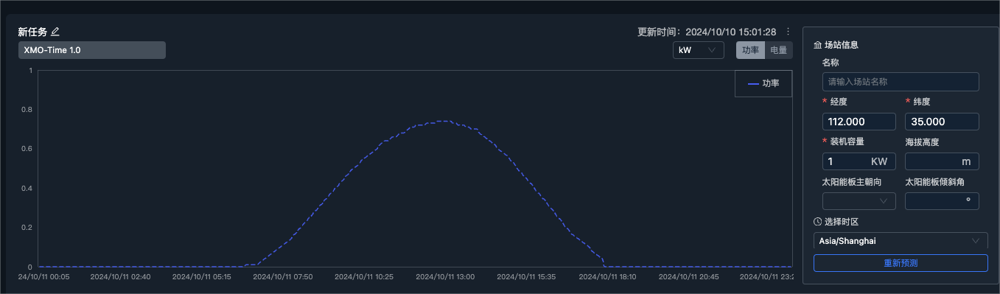 新任务
更新时间：2024/10/10 15:01:28
XMO-Time 1.0
kW
功率 电量
功率
1
0.8
0.6
0.4
0.2
0
24/10/11 00:05 2024/10/11 02:40 2024/10/11 05:15 2024/10/11 07:50 2024/10/11 10:25 2024/10/11 13:00 2024/10/11 15:35 2024/10/11 18:10 2024/10/11 20:45 2024/10/11 23:2
场站信息
名称
请输入场站名称
* 经度 * 纬度
112.000 35.000
* 装机容量 海拔高度
1 KW m
太阳能板主朝向 太阳能板倾斜角
°
选择时区
Asia/Shanghai
重新预测